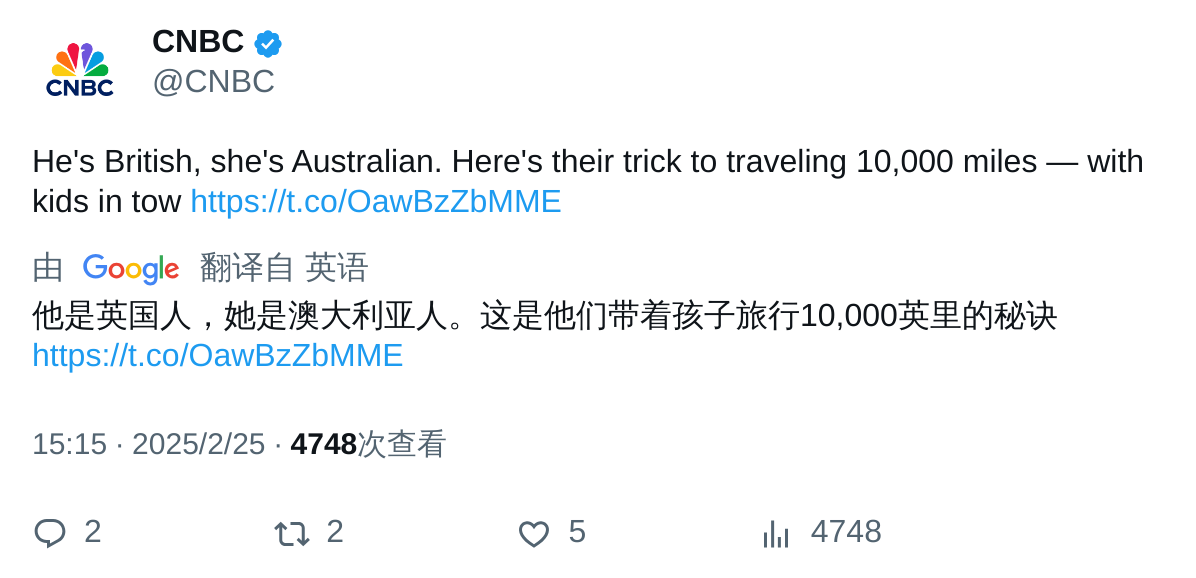 CNBC
@CNBC
CNBC
He's British, she's Australian. Here's their trick to traveling 10,000 miles — with
kids in tow https://t.co/OawBzZbMME
由 Google 翻译自 英语
他是英国人，她是澳大利亚人。这是他们带着孩子旅行10,000英里的秘诀
https://t.co/OawBzZbMME
15:15 · 2025/2/25 · 4748次查看
2 2 5 4748